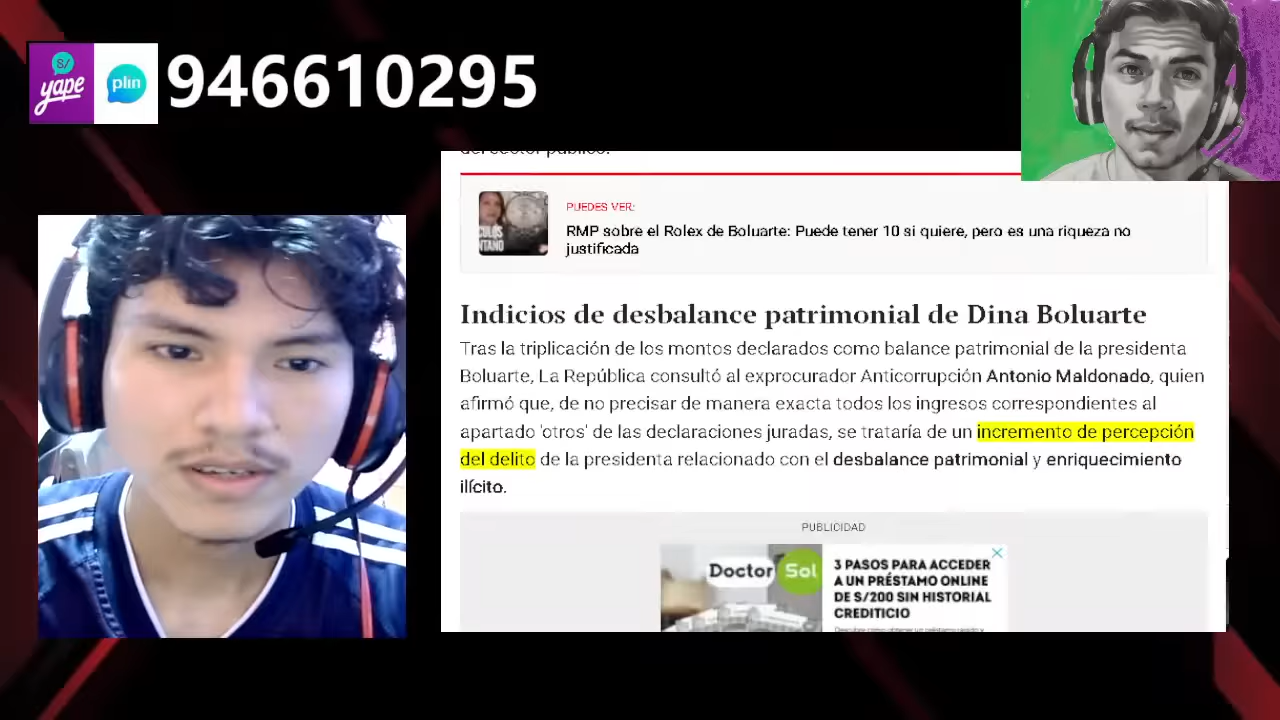 S/
yape
plin
946610295
del sector público.
PUEDES VER:
RMP sobre el Rolex de Boluarte: Puede tener 10 si quiere, pero es una riqueza no
justificada
CULOS
NTANO
Indicios de desbalance patrimonial de Dina Boluarte
Tras la triplicación de los montos declarados como balance patrimonial de la presidenta
Boluarte, La República consultó al exprocurador Anticorrupción Antonio Maldonado, quien
afirmó que, de no precisar de manera exacta todos los ingresos correspondientes al
apartado 'otros' de las declaraciones juradas, se trataría de un incremento de percepción
del delito de la presidenta relacionado con el desbalance patrimonial y enriquecimiento
ilícito.
PUBLICIDAD
Doctor Sol
3 PASOS PARA ACCEDER
A UN PRÉSTAMO ONLINE
DE S/200 SIN HISTORIAL
CREDITICIO